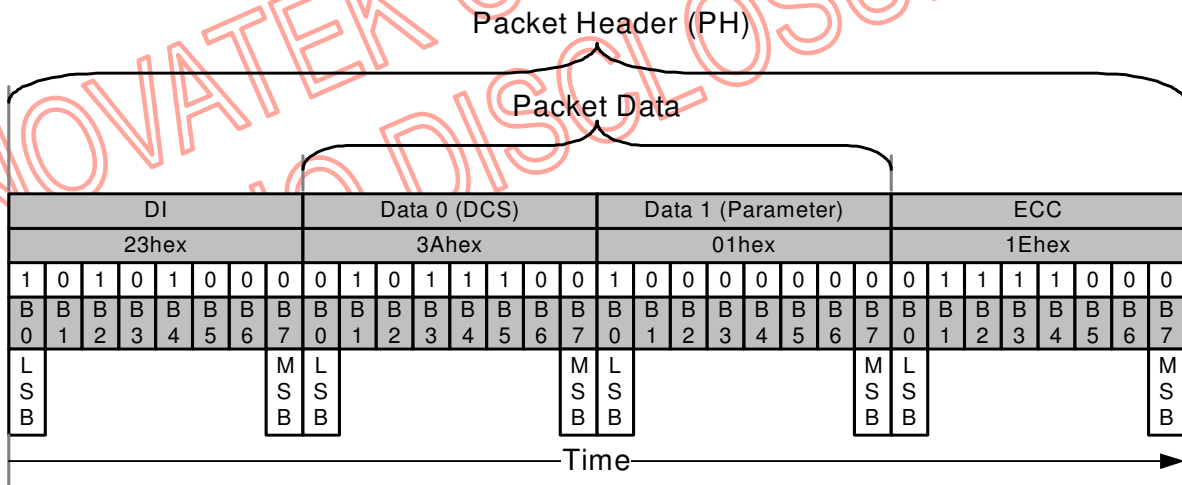 NOVATEK
NO DISCLOSU
Packet Header (PH)
Packet Data
DI Data 0 (DCS) Data 1 (Parameter) ECC
23hex 3Ahex 01hex 1Ehex
1 0 1 0 1 0 0 0 0 1 0 1 1 1 0 0 1 0 0 0 0 0 0 0 0 1 1 1 1 0 0 0
B0 B1 B2 B3 B4 B5 B6 B7 B0 B1 B2 B3 B4 B5 B6 B7 B0 B1 B2 B3 B4 B5 B6 B7 B0 B1 B2 B3 B4 B5 B6 B7
LSB MSB LSB MSB LSB MSB LSB MSB
Time